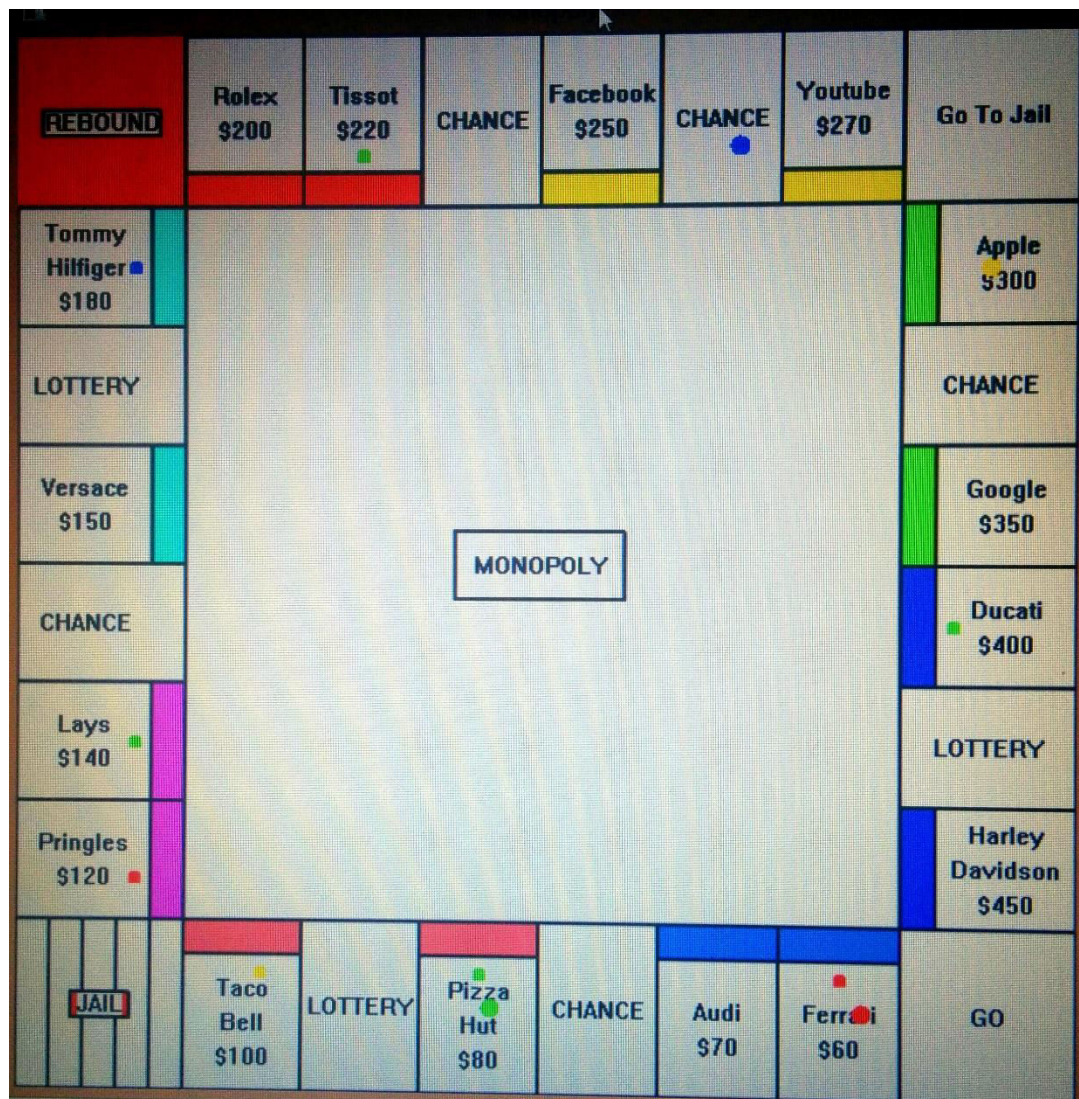 REBOUND
Rolex
$200
Tissot
$220
CHANCE
Facebook
$250
CHANCE
Youtube
$270
Go To Jail
Tommy
Hilfiger
$180
Apple
$300
LOTTERY
CHANCE
Versace
$150
Google
$350
MONOPOLY
CHANCE
Ducati
$400
Lays
$140
LOTTERY
Pringles
$120
Harley
Davidson
$450
JAIL
Taco
Bell
$100
LOTTERY
Pizza
Hut
$80
CHANCE
Audi
$70
Ferrari
$60
GO